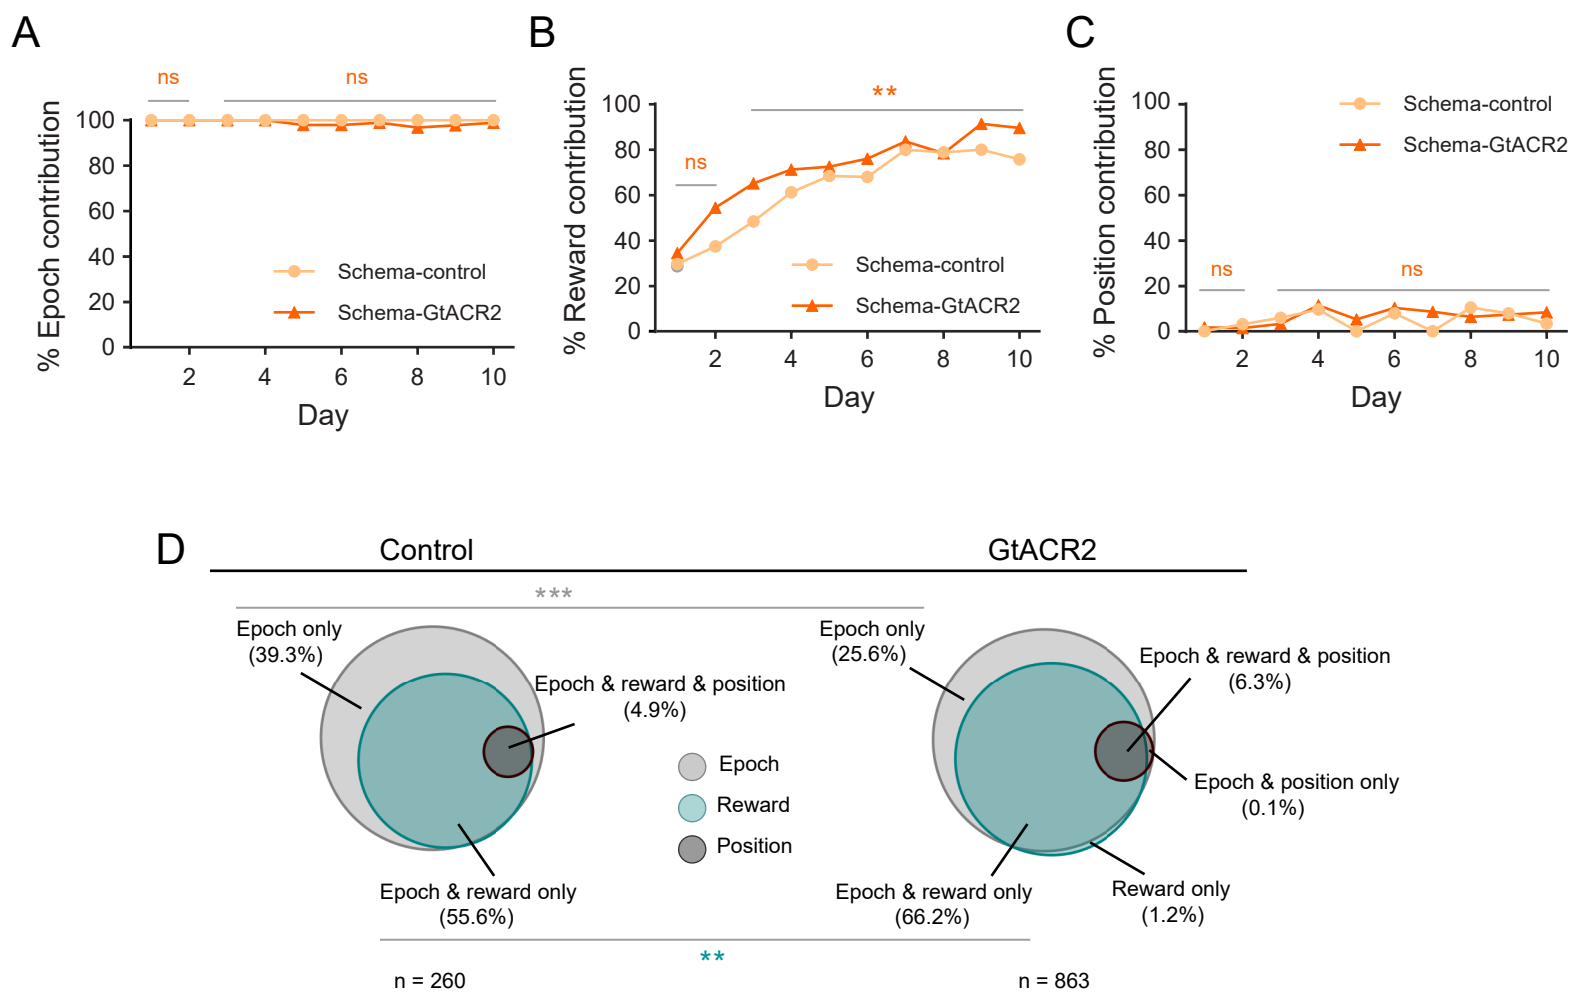 A
ns
ns
% Epoch contribution
100
80
60
40
20
0
Schema-control
Schema-GtACR2
2
4
6
8
10
Day
B
**
ns
% Reward contribution
100
80
60
40
20
0
Schema-control
Schema-GtACR2
2
4
6
8
10
Day
C
Schema-control
Schema-GtACR2
% Position contribution
100
80
60
40
20
0
ns
ns
2
4
6
8
10
Day
D
Control
GtACR2
***
Epoch only
(39.3%)
Epoch & reward & position
(4.9%)
Epoch & reward only
(55.6%)
Epoch
Reward
Position
Epoch only
(25.6%)
Epoch & reward & position
(6.3%)
Epoch & position only
(0.1%)
Epoch & reward only
(66.2%)
Reward only
(1.2%)
**
n = 260
n = 863